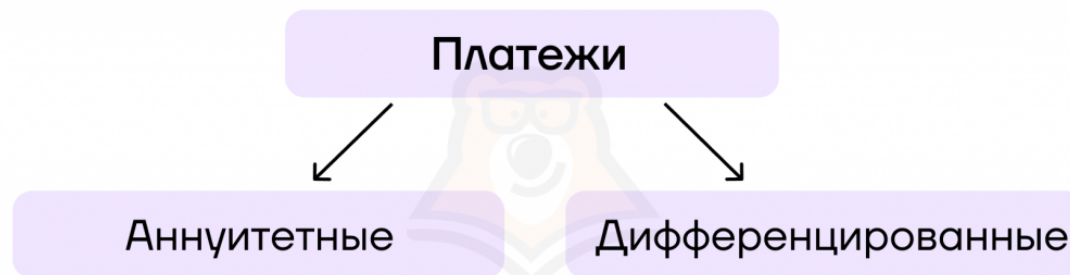 Платежи
Аннуитетные
Дифференцированные